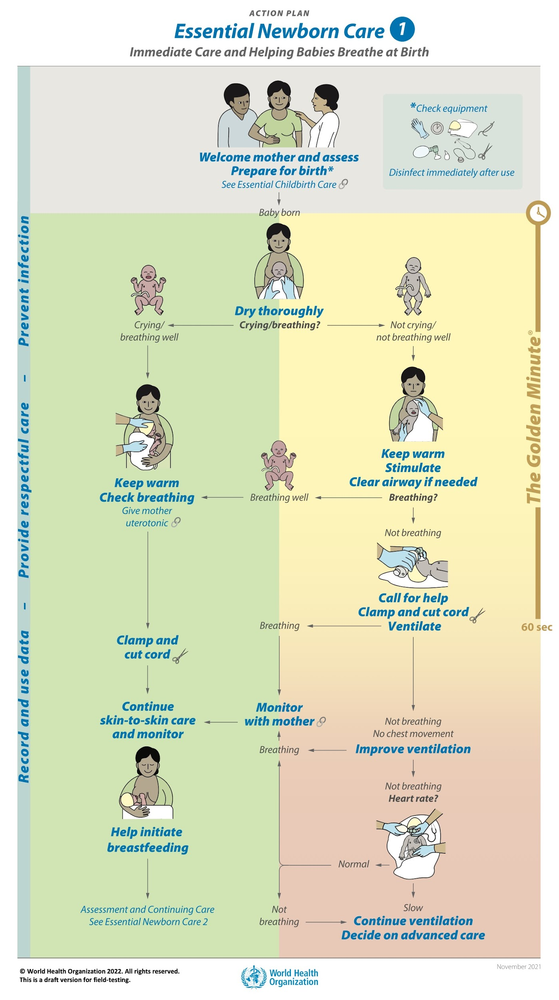 ACTION PLAN
Essential Newborn Care 1
Immediate Care and Helping Babies Breathe at Birth
*Check equipment
Disinfect immediately after use
Welcome mother and assess
Prepare for birth*
See Essential Childbirth Care
Baby born
Dry thoroughly
Crying/breathing?
Crying/
breathing well
Not crying/
not breathing well
Keep warm
Check breathing
Give mother
uterotonic
Keep warm
Stimulate
Clear airway if needed
Breathing?
Breathing well
Not breathing
Call for help
Clamp and cut cord
Ventilate
Breathing
Clamp and
cut cord
Continue
skin-to-skin care
and monitor
Monitor
with mother
Not breathing
No chest movement
Improve ventilation
Breathing
Not breathing
Heart rate?
Help initiate
breastfeeding
Normal
Slow
Not
breathing
Continue ventilation
Decide on advanced care
Assessment and Continuing Care
See Essential Newborn Care 2
Record and use data – Provide respectful care – Prevent infection
The Golden Minute®
60 sec
© World Health Organization 2022. All rights reserved.
This is a draft version for field-testing.
World Health
Organization
November 2021